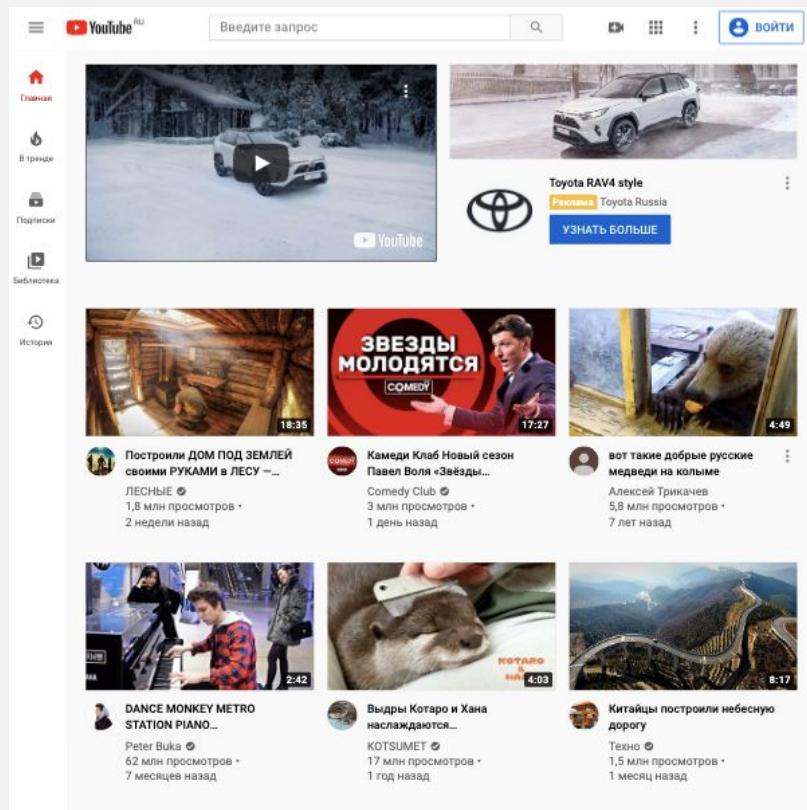 YouTube RU
Введите запрос
ВОЙТИ
Главная
В тренде
Подписки
Библиотека
История
YouTube
Toyota RAV4 style
Реклама Toyota Russia
УЗНАТЬ БОЛЬШЕ
18:35
Построили ДОМ ПОД ЗЕМЛЕЙ
своими РУКАМИ в ЛЕСУ —...
ЛЕСНЫЕ
1,8 млн просмотров •
2 недели назад
ЗВЕЗДЫ
МОЛОДЯТСЯ
COMEDY
17:27
COMEDY
Камеди Клаб Новый сезон
Павел Воля «Звёзды...
Comedy Club
3 млн просмотров •
1 день назад
4:49
вот такие добрые русские
медведи на колыме
Алексей Трикачев
5,8 млн просмотров •
7 лет назад
2:42
DANCE MONKEY METRO
STATION PIANO...
Peter Buka
62 млн просмотров •
7 месяцев назад
KOTARO
&
4:03
Выдры Котаро и Хана
наслаждаются...
KOTSUMET
17 млн просмотров •
1 год назад
8:17
Китайцы построили небесную
дорогу
Техно
1,5 млн просмотров •
1 месяц назад